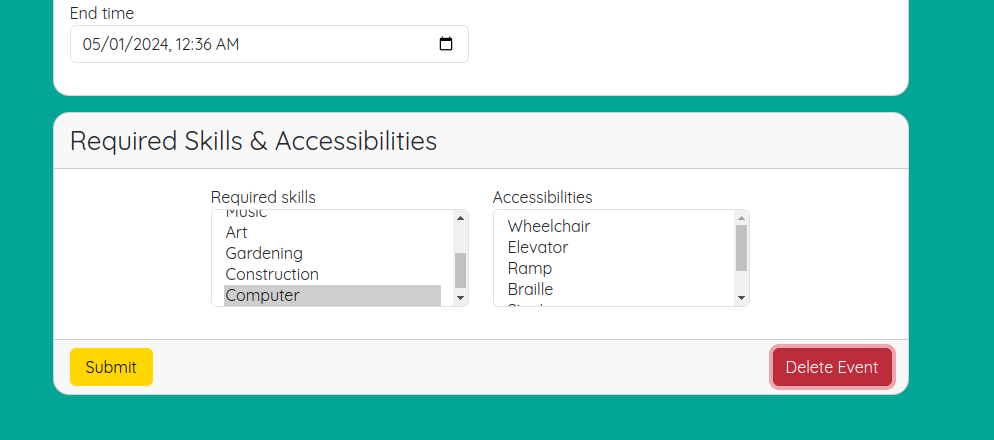 End time
05/01/2024, 12:36 AM
Required Skills & Accessibilities
Required skills
Accessibilities
Music
Art
Gardening
Construction
Computer
Wheelchair
Elevator
Ramp
Braille
Submit
Delete Event